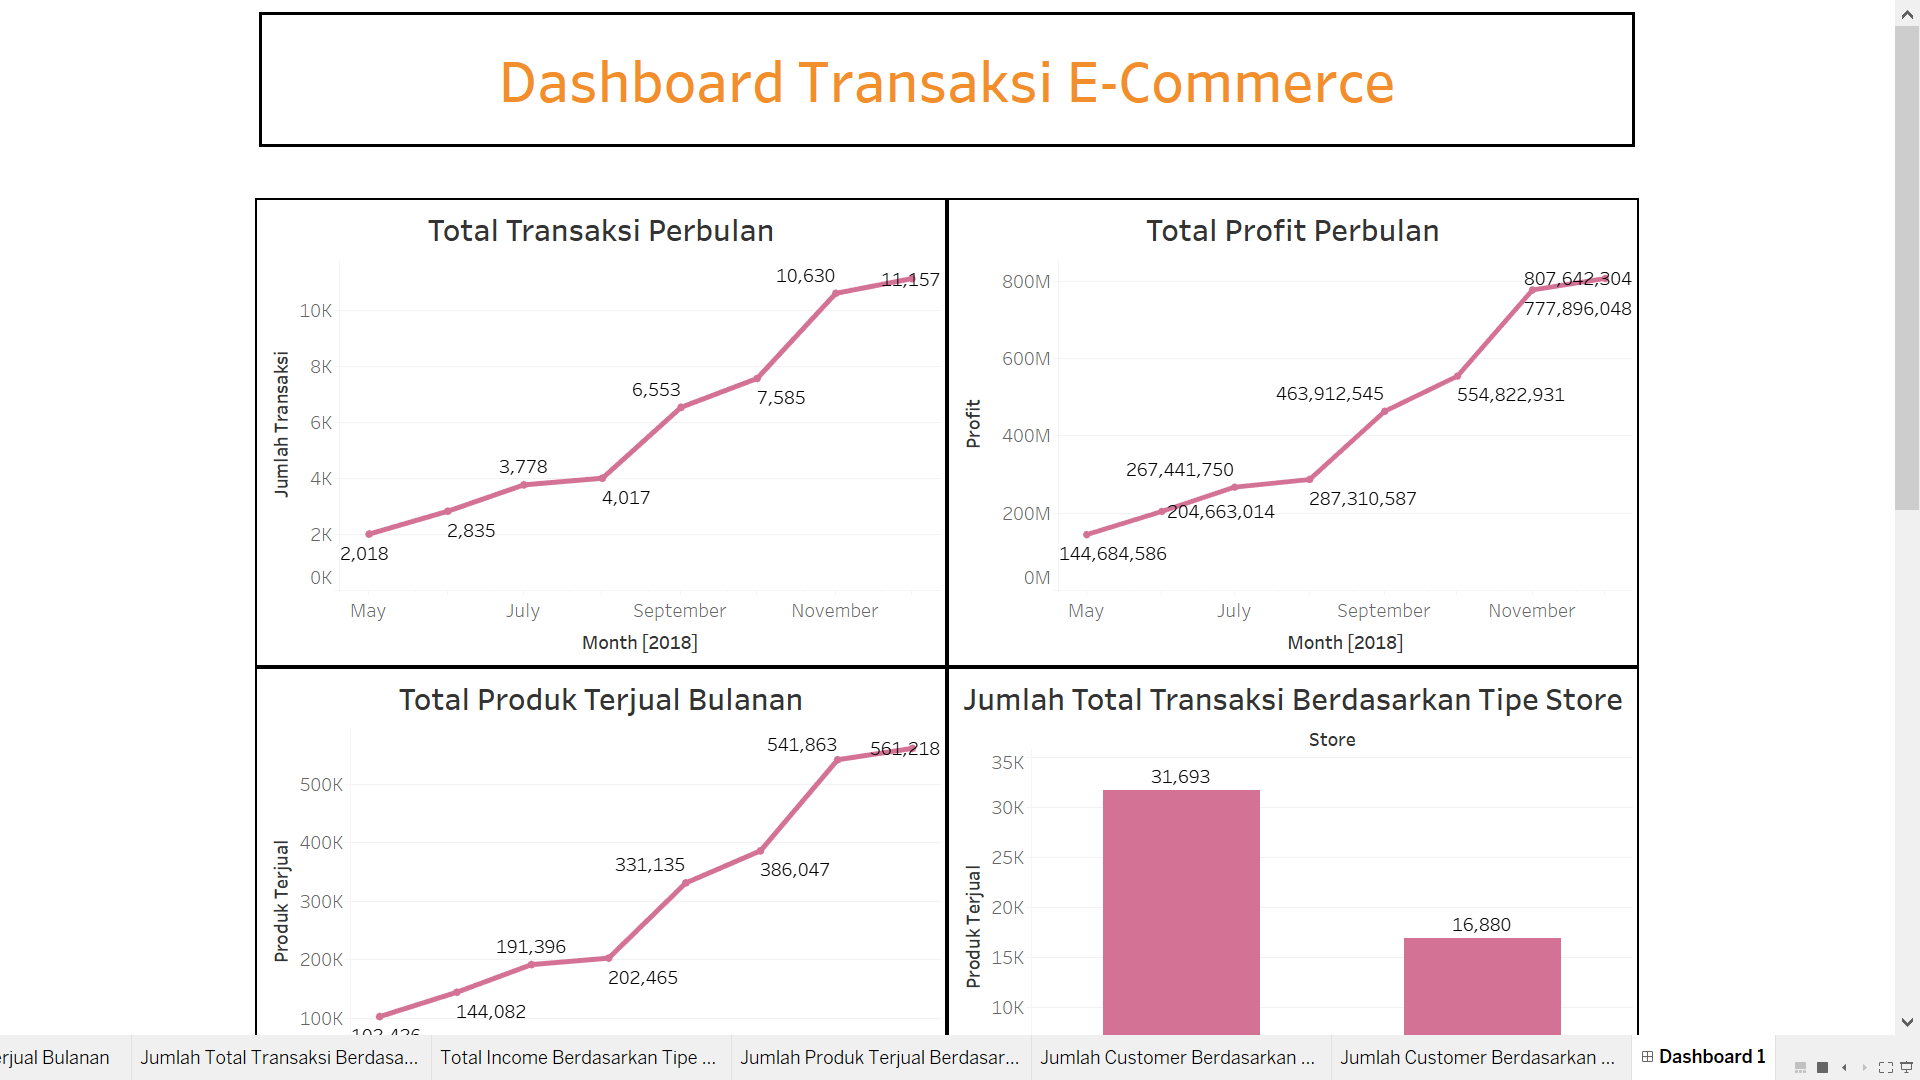 Dashboard Transaksi E-Commerce
Total Transaksi Perbulan
Jumlah Transaksi
10K
8K
6K
4K
2K
0K
2,018
2,835
3,778
4,017
6,553
7,585
10,630
11,157
May
July
September
November
Month [2018]
Total Profit Perbulan
Profit
800M
600M
400M
200M
0M
144,684,586
204,663,014
267,441,750
287,310,587
463,912,545
554,822,931
777,896,048
807,642,304
May
July
September
November
Month [2018]
Total Produk Terjual Bulanan
Produk Terjual
500K
400K
300K
200K
100K
144,082
191,396
202,465
331,135
386,047
541,863
561,218
Jumlah Total Transaksi Berdasarkan Tipe Store
Store
Produk Terjual
35K
30K
25K
20K
15K
10K
31,693
16,880
rjual Bulanan
Jumlah Total Transaksi Berdasa...
Total Income Berdasarkan Tipe ...
Jumlah Produk Terjual Berdasar...
Jumlah Customer Berdasarkan ...
Jumlah Customer Berdasarkan ...
Dashboard 1